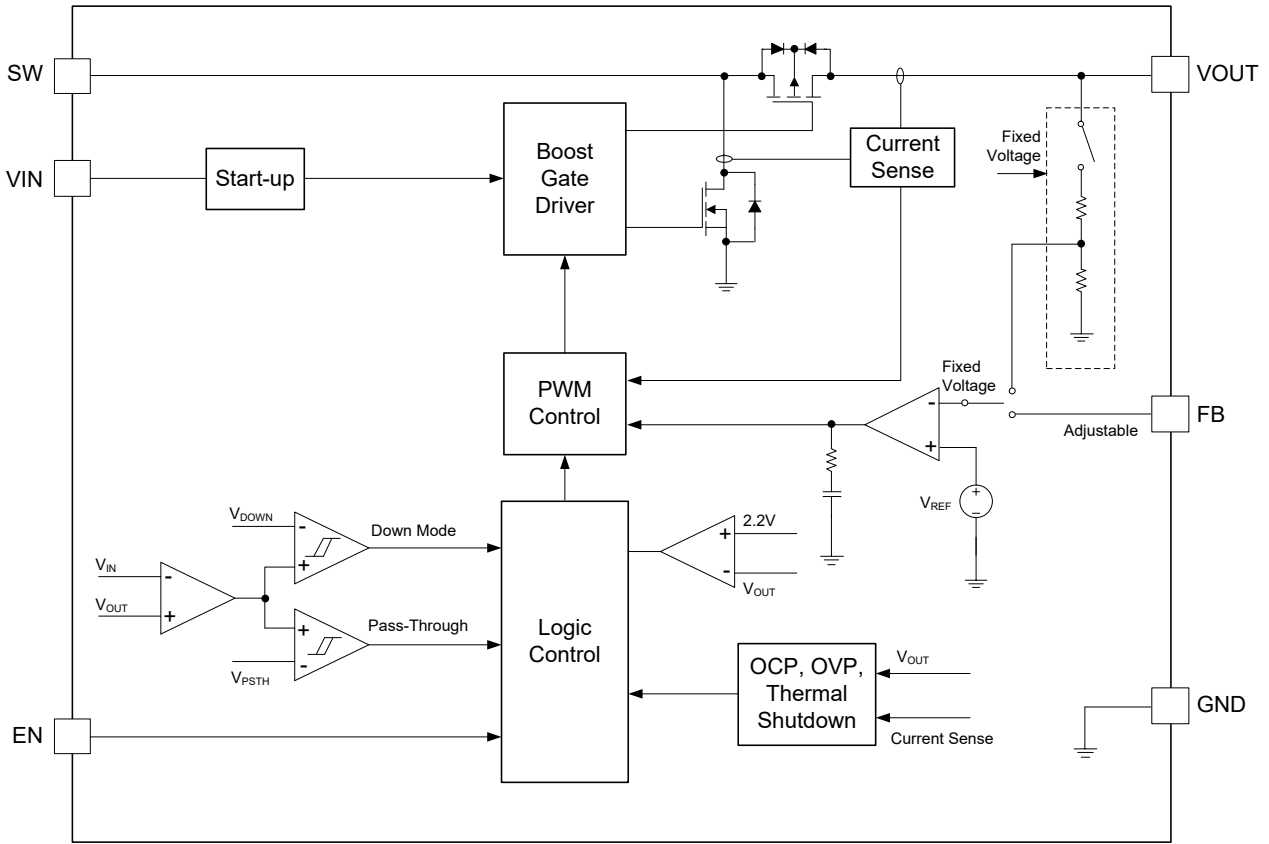 SW
VOUT
Boost
Gate
Driver
Current
Sense
Fixed
Voltage
VIN
Start-up
PWM
Control
Fixed
Voltage
-
+
FB
Adjustable
VREF
+
–
VDOWN
-
+
Down Mode
VIN
-
VOUT
+
+
-
Pass-Through
VPSTH
Logic
Control
2.2V
+
-
VOUT
OCP, OVP,
Thermal
Shutdown
VOUT
Current Sense
EN
GND